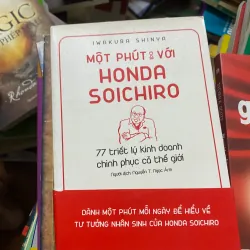 IWAKURA SHINYA
MỘT PHÚT VỚI
HONDA
SOICHIRO
77 triết lý kinh doanh
chinh phục cả thế giới
Người dịch Nguyễn T. Ngọc Ánh
DÀNH MỘT PHÚT MỖI NGÀY ĐỂ HIỂU VỀ
TƯ TƯỞNG NHÂN SINH CỦA HONDA SOICHIRO